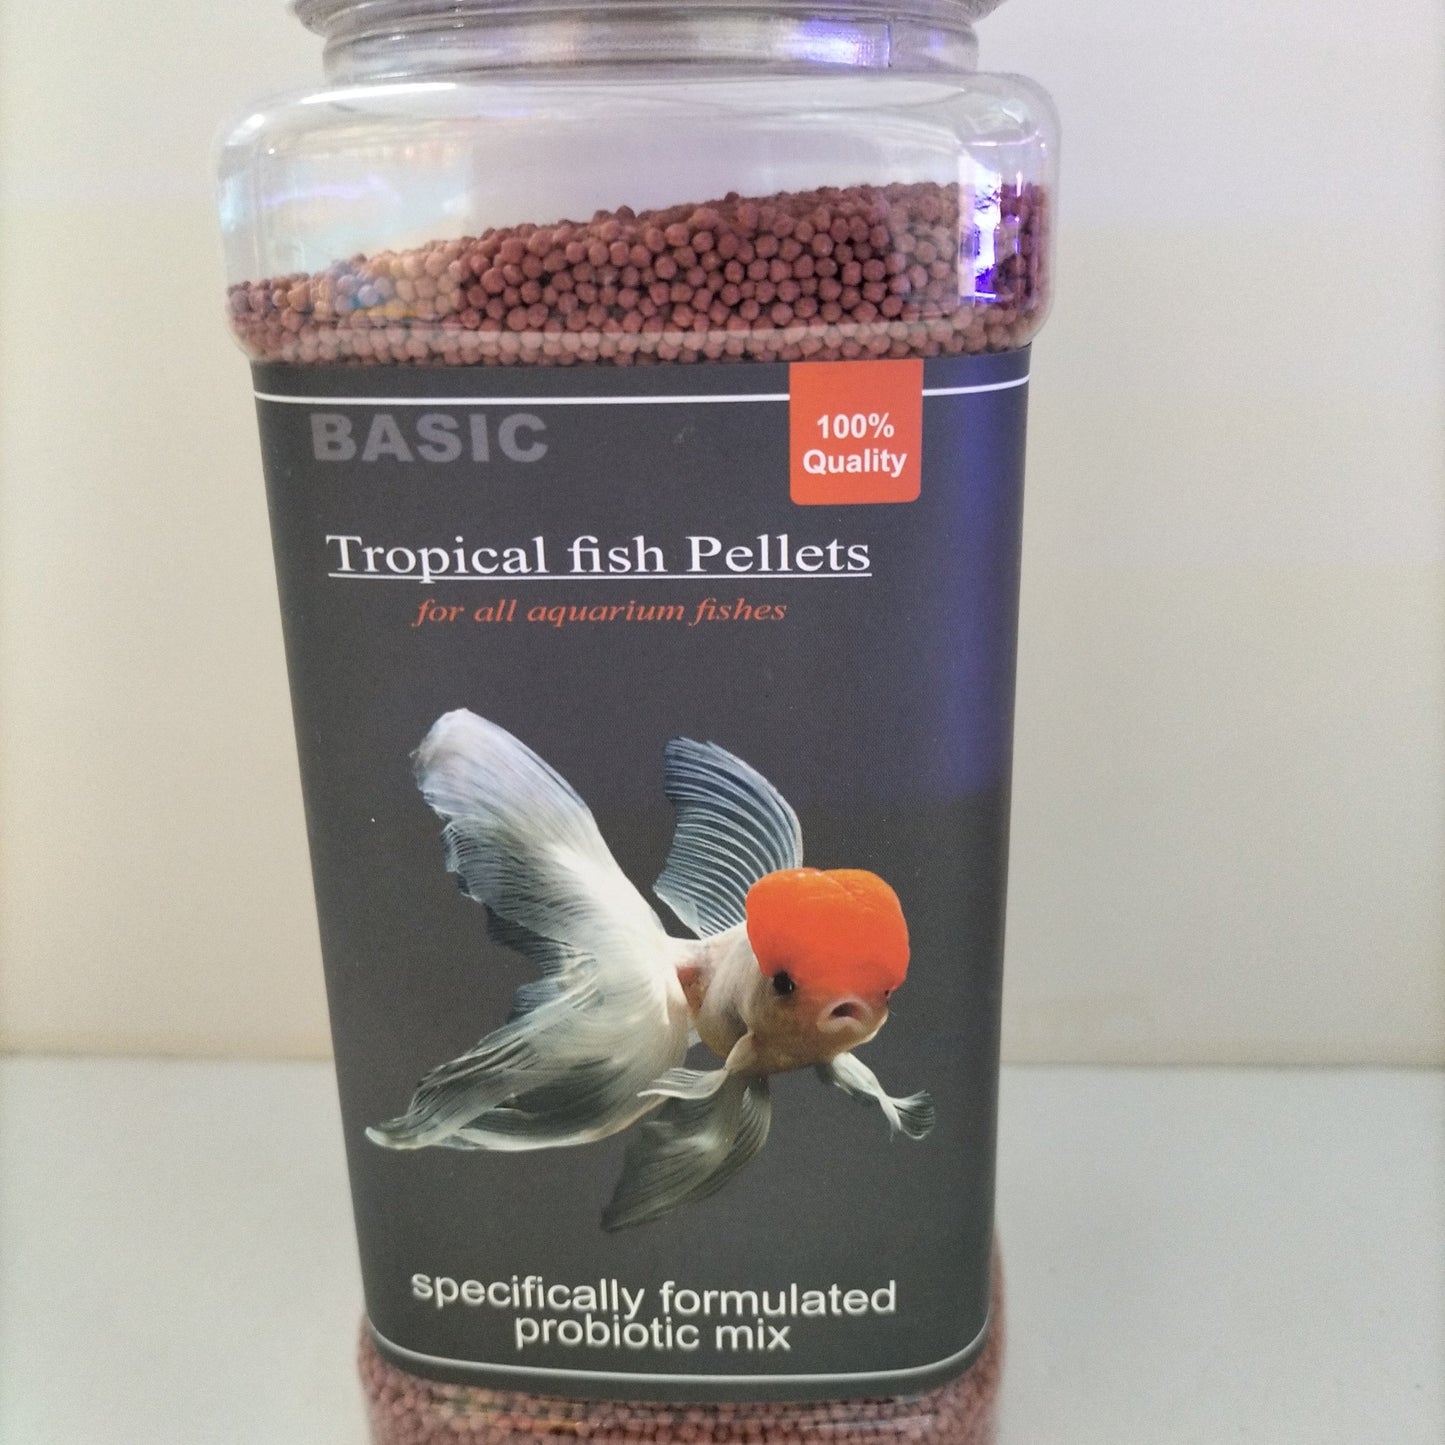 BASIC
100%
Quality
Tropical fish Pellets
for all aquarium fishes
specifically formulated
probiotic mix